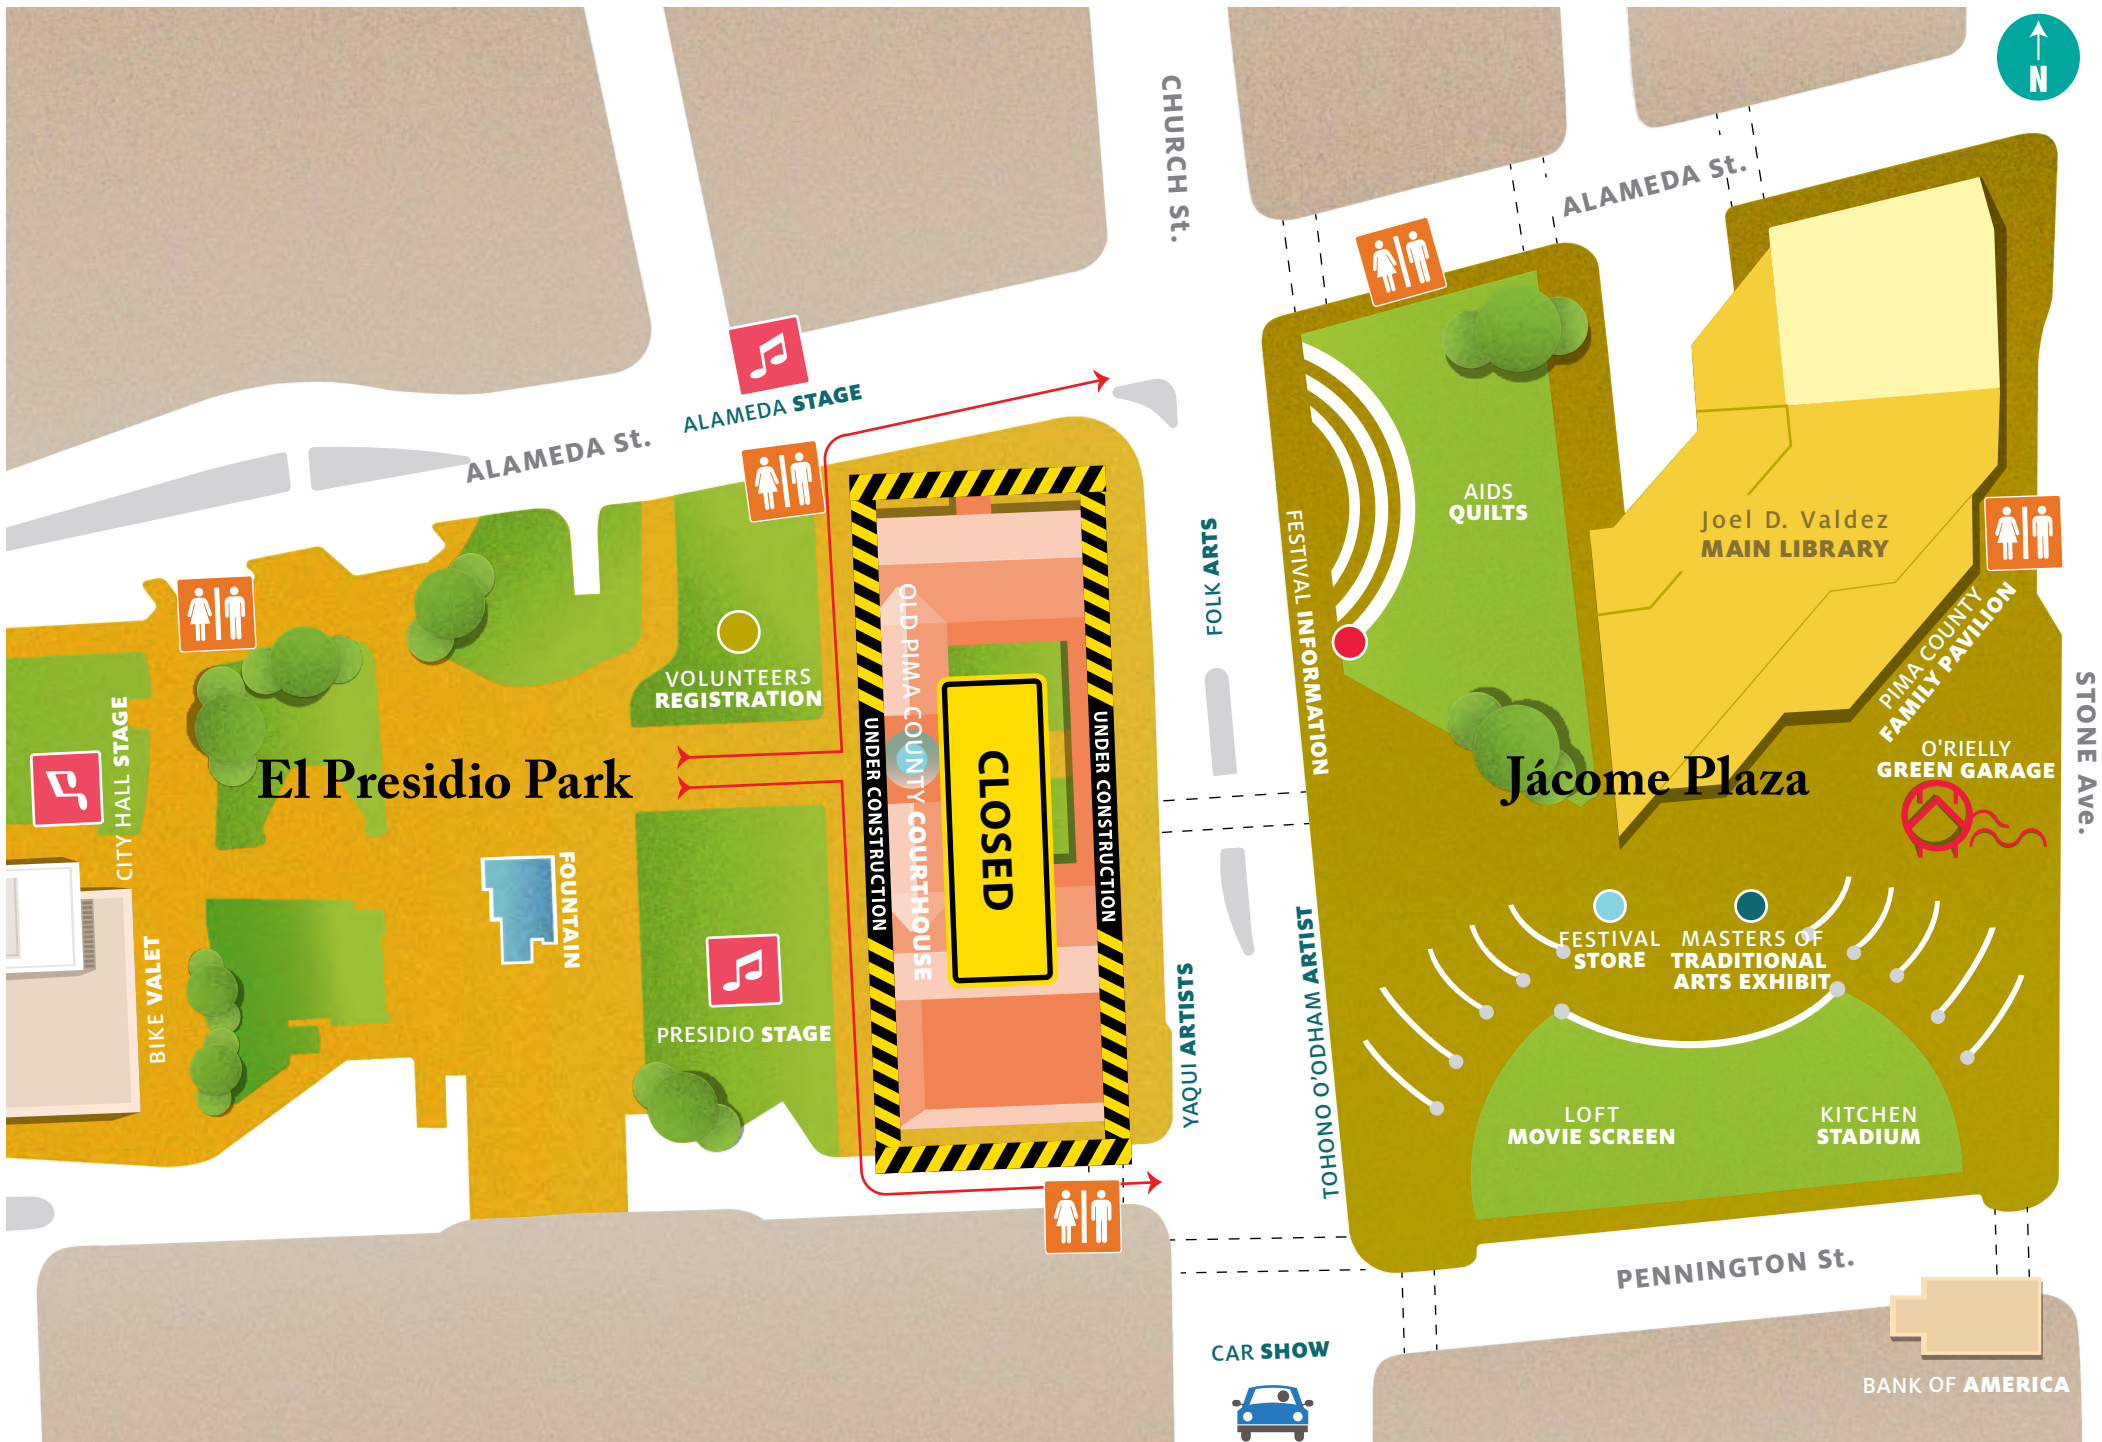 N
CHURCH St.
ALAMEDA St.
ALAMEDA STAGE
ALAMEDA St.
AIDS
QUILTS
Joel D. Valdez
MAIN LIBRARY
FOLK ARTS
FESTIVAL INFORMATION
PIMA COUNTY
FAMILY PAVILION
VOLUNTEERS
REGISTRATION
OLD PIMA COUNTY COURTHOUSE
UNDER CONSTRUCTION
CLOSED
UNDER CONSTRUCTION
CITY HALL STAGE
El Presidio Park
Jácome Plaza
O'RIELLY
GREEN GARAGE
STONE Ave.
FOUNTAIN
BIKE VALET
PRESIDIO STAGE
YAQUI ARTISTS
TOHONO O'ODHAM ARTIST
FESTIVAL
STORE
MASTERS OF
TRADITIONAL
ARTS EXHIBIT
LOFT
MOVIE SCREEN
KITCHEN
STADIUM
PENNINGTON St.
CAR SHOW
BANK OF AMERICA